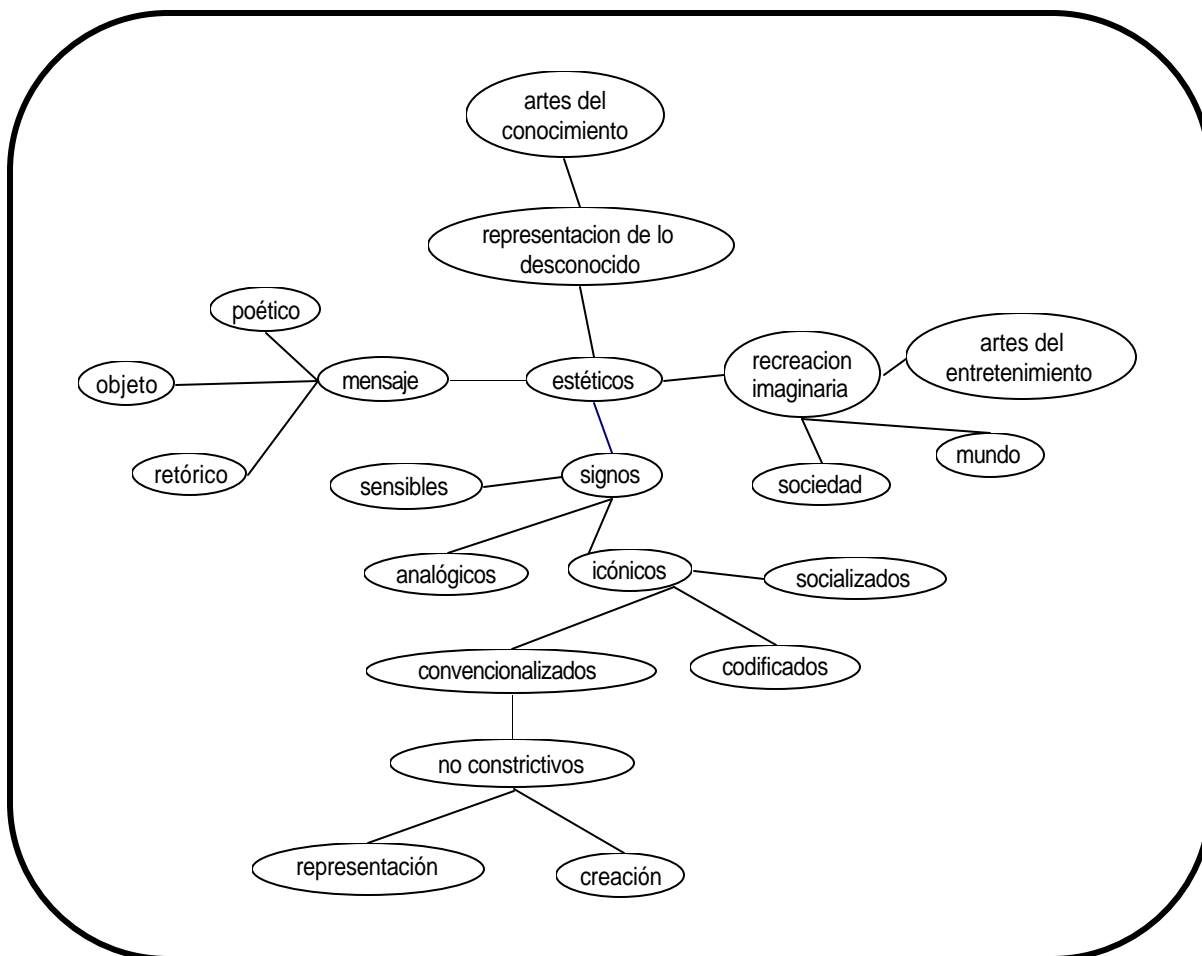 artes del
conocimiento
representacion de lo
desconocido
poético
objeto
mensaje
estéticos
recreacion
imaginaria
artes del
entretenimiento
retórico
sensibles
signos
sociedad
mundo
analógicos
icónicos
socializados
convencionalizados
codificados
no constrictivos
representación
creación